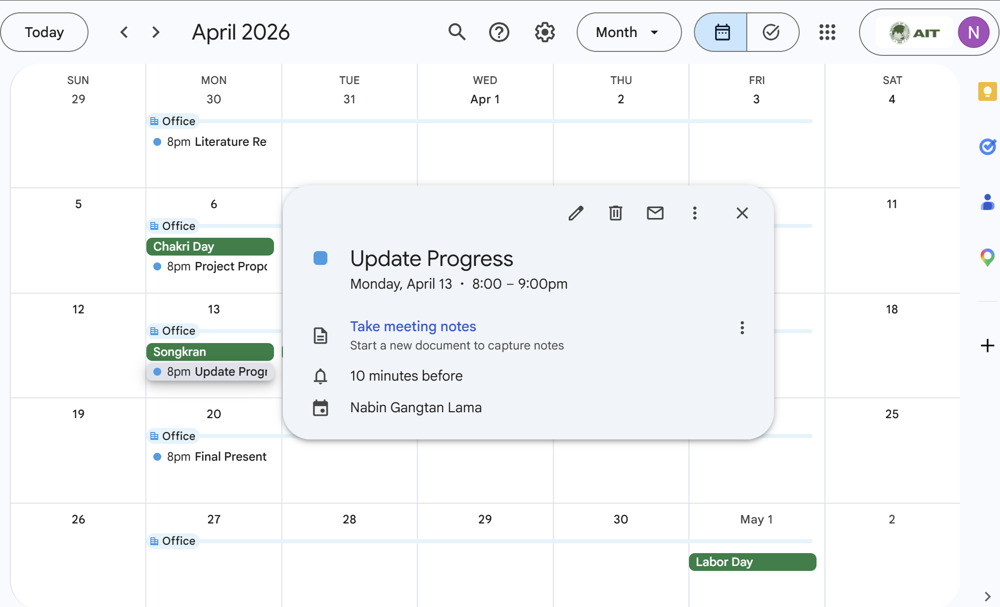 Today
April 2026
Month
AIT
N
SUN MON TUE WED THU FRI SAT
29 30 31 Apr 1 2 3 4
Office
8pm Literature Re
5 6 11
Office
Chakri Day
8pm Project Propo
Update Progress
Monday, April 13 · 8:00 – 9:00pm
Take meeting notes
Start a new document to capture notes
10 minutes before
Nabin Gangtan Lama
12 13 18
Office
Songkran
8pm Update Progr
19 20 25
Office
8pm Final Present
26 27 28 29 30 May 1 2
Office
Labor Day